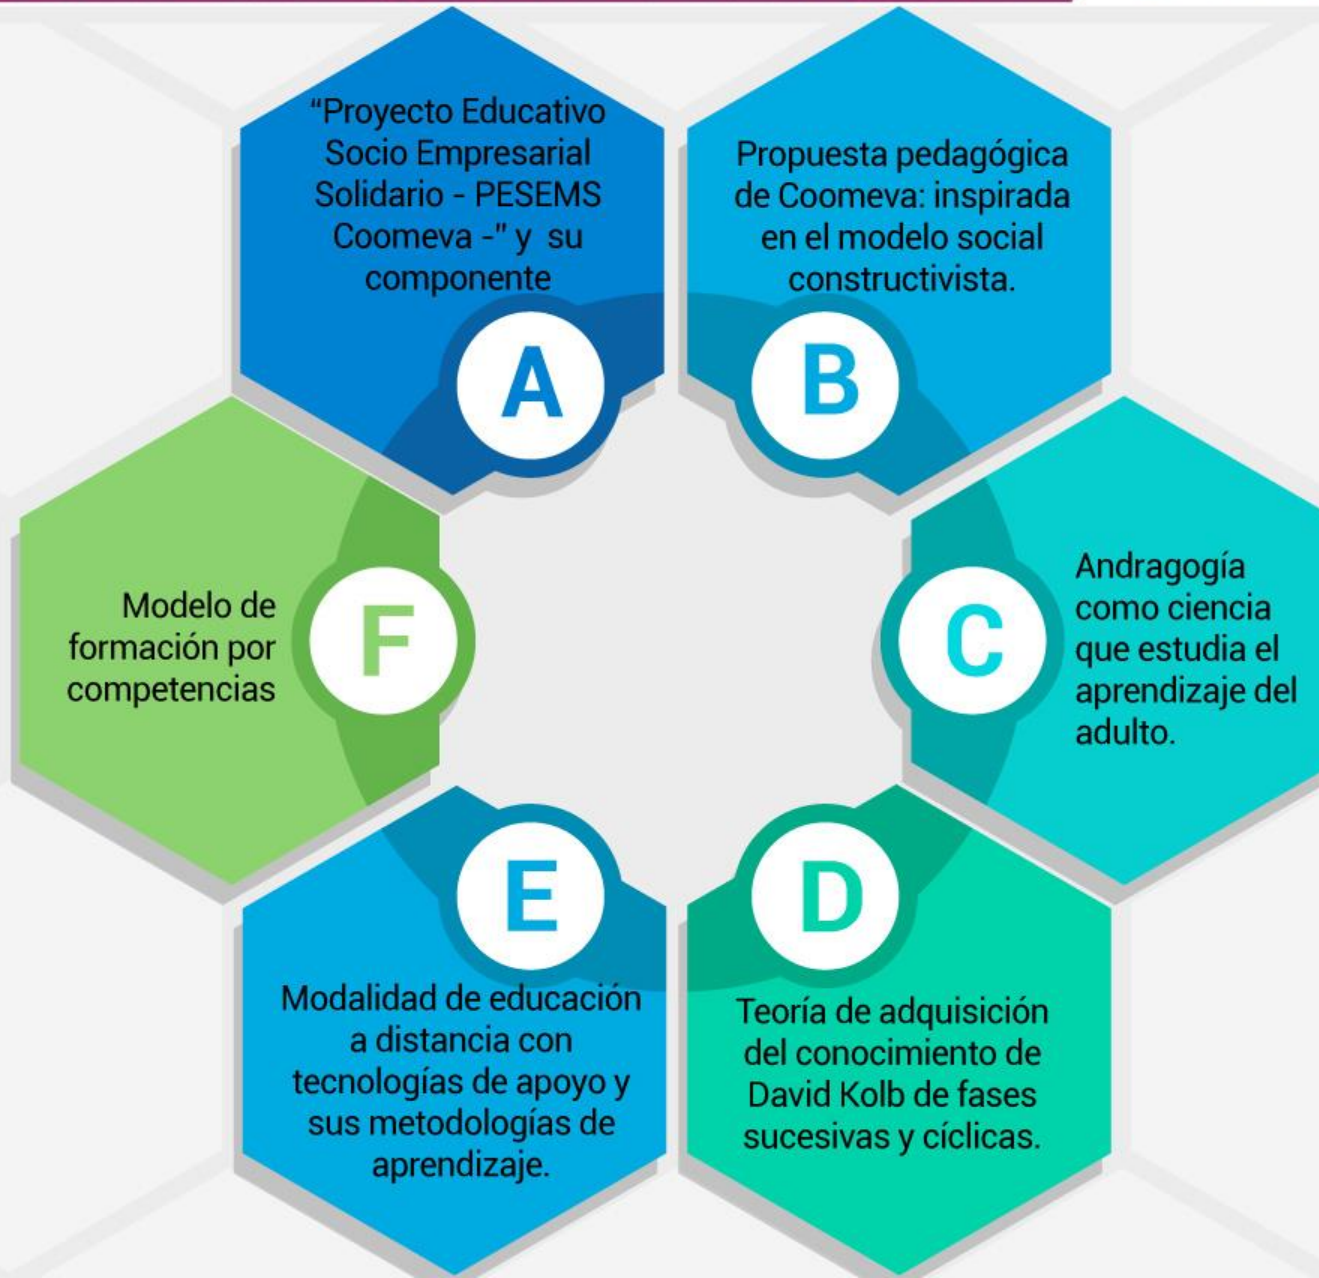 “Proyecto Educativo
Socio Empresarial
Solidario - PESEMS
Coomeva -” y su
componente
A
Propuesta pedagógica
de Coomeva: inspirada
en el modelo social
constructivista.
B
Andragogía
como ciencia
que estudia el
aprendizaje del
adulto.
C
D
Teoría de adquisición
del conocimiento de
David Kolb de fases
sucesivas y cíclicas.
E
Modalidad de educación
a distancia con
tecnologías de apoyo y
sus metodologías de
aprendizaje.
F
Modelo de
formación por
competencias